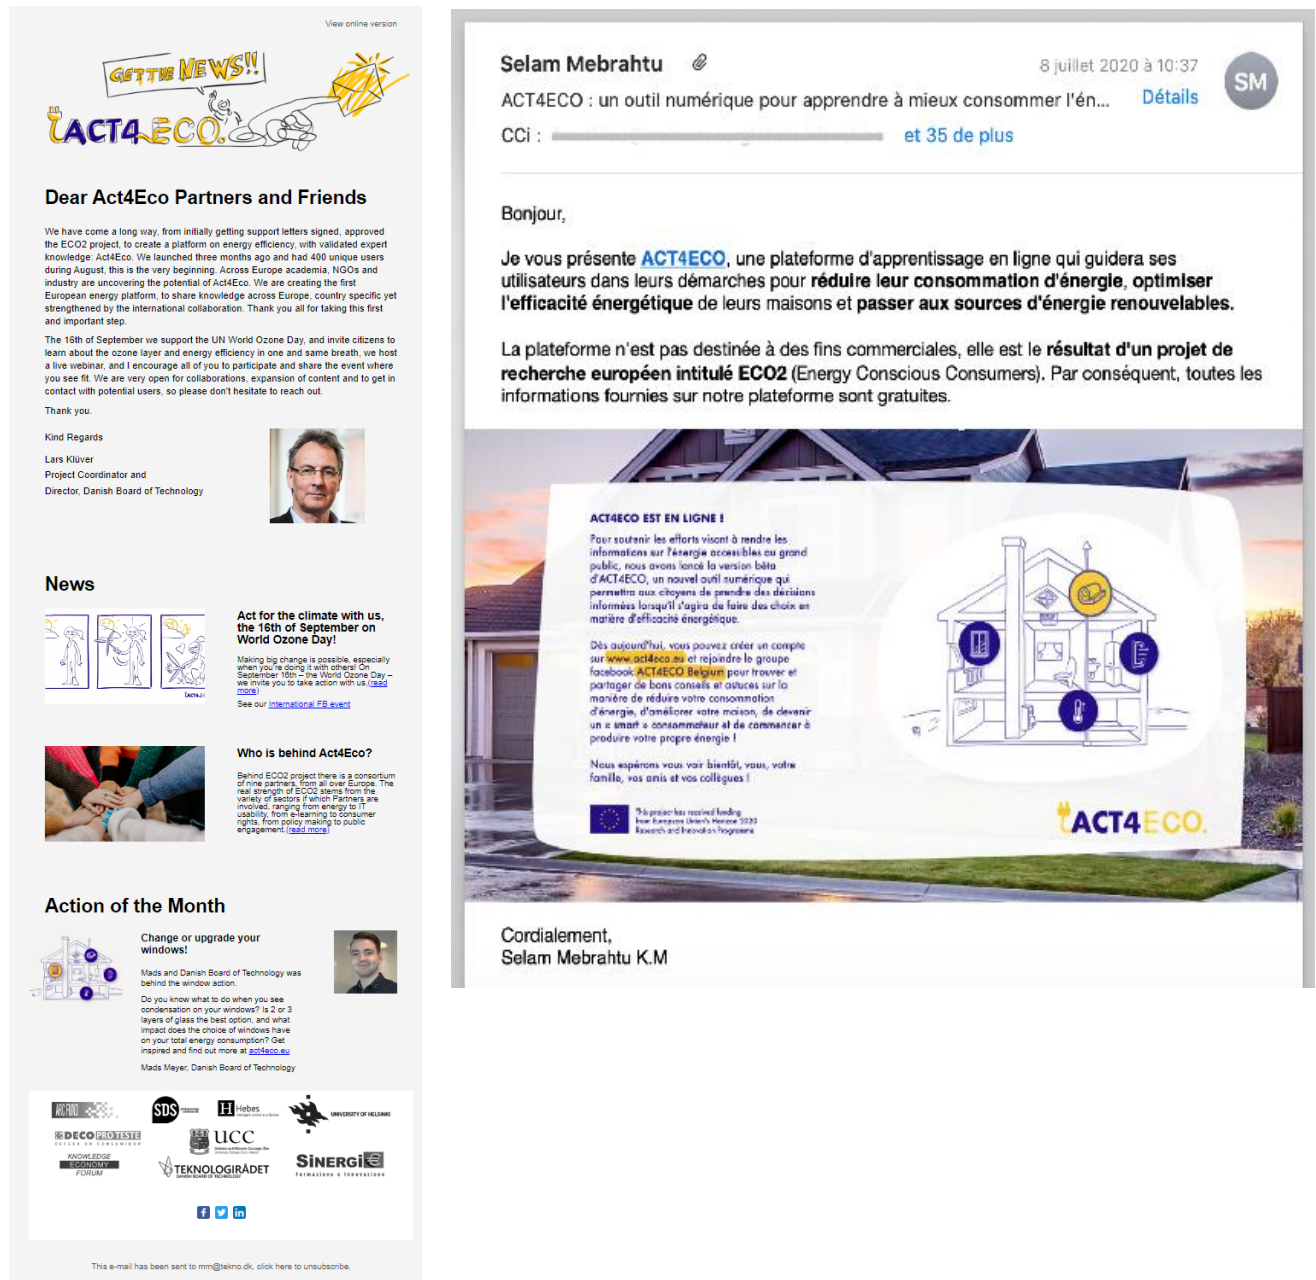 View online version
GET THE NEWS!!
ACT4ECO.
Dear Act4Eco Partners and Friends
We have come a long way, from initially getting support letters signed, approved
the ECO2 project, to create a platform on energy efficiency, with validated expert
knowledge: Act4Eco. We launched three months ago and had 400 unique users
during August, this is the very beginning. Across Europe academia, NGOs and
industry are uncovering the potential of Act4Eco. We are creating the first
European energy platform, to share knowledge across Europe, country specific yet
strengthened by the international collaboration. Thank you all for taking this first
and important step.
The 16th of September we support the UN World Ozone Day, and invite citizens to
learn about the ozone layer and energy efficiency in one and same breath, we host
a live webinar, and I encourage all of you to participate and share the event where
you see fit. We are very open for collaborations, expansion of content and to get in
contact with potential users, so please don't hesitate to reach out.
Thank you.
Kind Regards
Lars Klüver
Project Coordinator and
Director, Danish Board of Technology
News
Act for the climate with us,
the 16th of September on
World Ozone Day!
Making big change is possible, especially
when you're doing it with others! On
September 16th – the World Ozone Day –
we invite you to take action with us.(read
more)
See our International FB event
Who is behind Act4Eco?
Behind ECO2 project there is a consortium
of nine partners, from all over Europe. The
real strength of ECO2 stems from the
variety of sectors if which Partners are
involved, ranging from energy to IT
usability, from e-learning to consumer
rights, from policy making to public
engagement.(read more)
Action of the Month
Change or upgrade your
windows!
Mads and Danish Board of Technology was
behind the window action.
Do you know what to do when you see
condensation on your windows? Is 2 or 3
layers of glass the best option, and what
impact does the choice of windows have
on your total energy consumption? Get
inspired and find out more at act4eco.eu
Mads Meyer, Danish Board of Technology
ARC FUND
SDS
H Hebes
UNIVERSITY OF HELSINKI
DECO PROTESTE
DEFESA DO CONSUMIDOR
UCC
KNOWLEDGE
ECONOMY
FORUM
TEKNOLOGIRÅDET
DANISH BOARD OF TECHNOLOGY
SINERGIE
Formazione e Innovazione
This e-mail has been sent to mm@tekno.dk, click here to unsubscribe.
Selam Mebrahtu
8 juillet 2020 à 10:37
SM
ACT4ECO : un outil numérique pour apprendre à mieux consommer l'én...
Détails
CCi :
et 35 de plus
Bonjour,
Je vous présente ACT4ECO, une plateforme d'apprentissage en ligne qui guidera ses
utilisateurs dans leurs démarches pour réduire leur consommation d'énergie, optimiser
l'efficacité énergétique de leurs maisons et passer aux sources d'énergie renouvelables.
La plateforme n'est pas destinée à des fins commerciales, elle est le résultat d'un projet de
recherche européen intitulé ECO2 (Energy Conscious Consumers). Par conséquent, toutes les
informations fournies sur notre plateforme sont gratuites.
ACT4ECO EST EN LIGNE !
Pour soutenir les efforts visant à rendre les
informations sur l'énergie accessibles au grand
public, nous avons lancé la version bêta
d'ACT4ECO, un nouvel outil numérique qui
permettra aux citoyens de prendre des décisions
informées lorsqu'il s'agira de faire des choix en
matière d'efficacité énergétique.
Dès aujourd'hui, vous pouvez créer un compte
sur www.act4eco.eu et rejoindre le groupe
facebook ACT4ECO Belgium pour trouver et
partager de bons conseils et astuces sur la
manière de réduire votre consommation
d'énergie, d'améliorer votre maison, de devenir
un « smart » consommateur et de commencer à
produire votre propre énergie !
Nous espérons vous voir bientôt, vous, votre
famille, vos amis et vos collègues !
This project has received funding
from European Union's Horizon 2020
Research and Innovation Programme
ACT4ECO.
Cordialement,
Selam Mebrahtu K.M